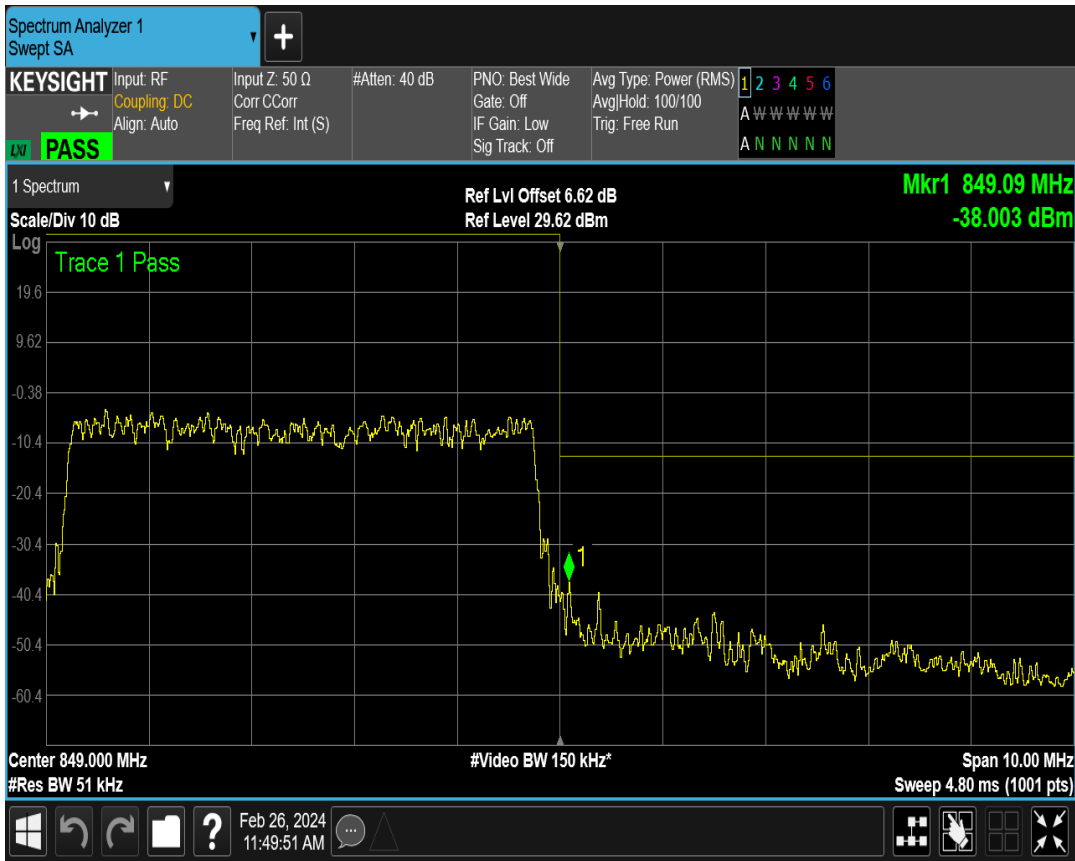 Spectrum Analyzer 1
Swept SA
+
KEYSIGHT
LXI PASS
Input: RF
Coupling: DC
Align: Auto
Input Z: 50 Ω
Corr CCorr
Freq Ref: Int (S)
#Atten: 40 dB
PNO: Best Wide
Gate: Off
IF Gain: Low
Sig Track: Off
Avg Type: Power (RMS)
Avg|Hold: 100/100
Trig: Free Run
1 2 3 4 5 6
A W W W W W
A N N N N N
1 Spectrum
Scale/Div 10 dB
Ref Lvl Offset 6.62 dB
Ref Level 29.62 dBm
Mkr1 849.09 MHz
-38.003 dBm
Log
Trace 1 Pass
19.6
9.62
-0.38
-10.4
-20.4
-30.4
1
-40.4
-50.4
-60.4
Center 849.000 MHz
#Video BW 150 kHz*
Span 10.00 MHz
#Res BW 51 kHz
Sweep 4.80 ms (1001 pts)
?
Feb 26, 2024
11:49:51 AM